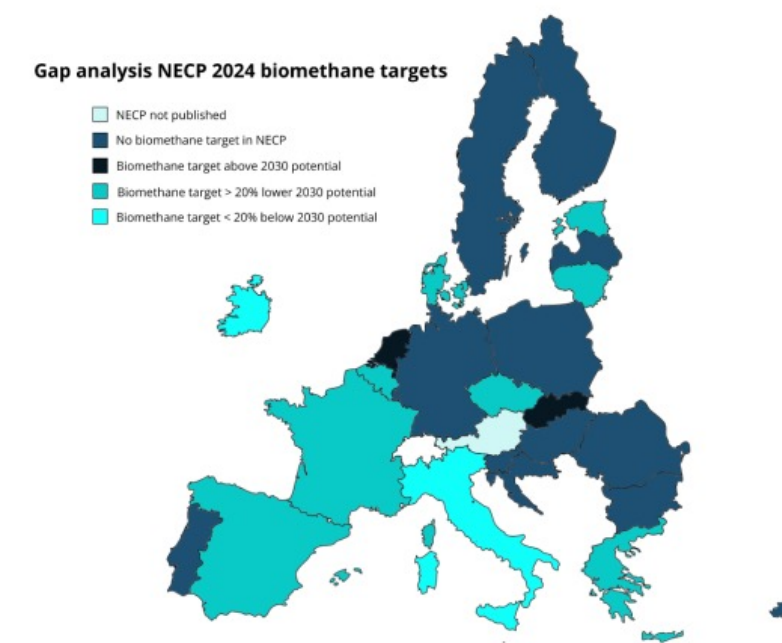 Gap analysis NECP 2024 biomethane targets
NECP not published
No biomethane target in NECP
Biomethane target above 2030 potential
Biomethane target > 20% lower 2030 potential
Biomethane target < 20% below 2030 potential